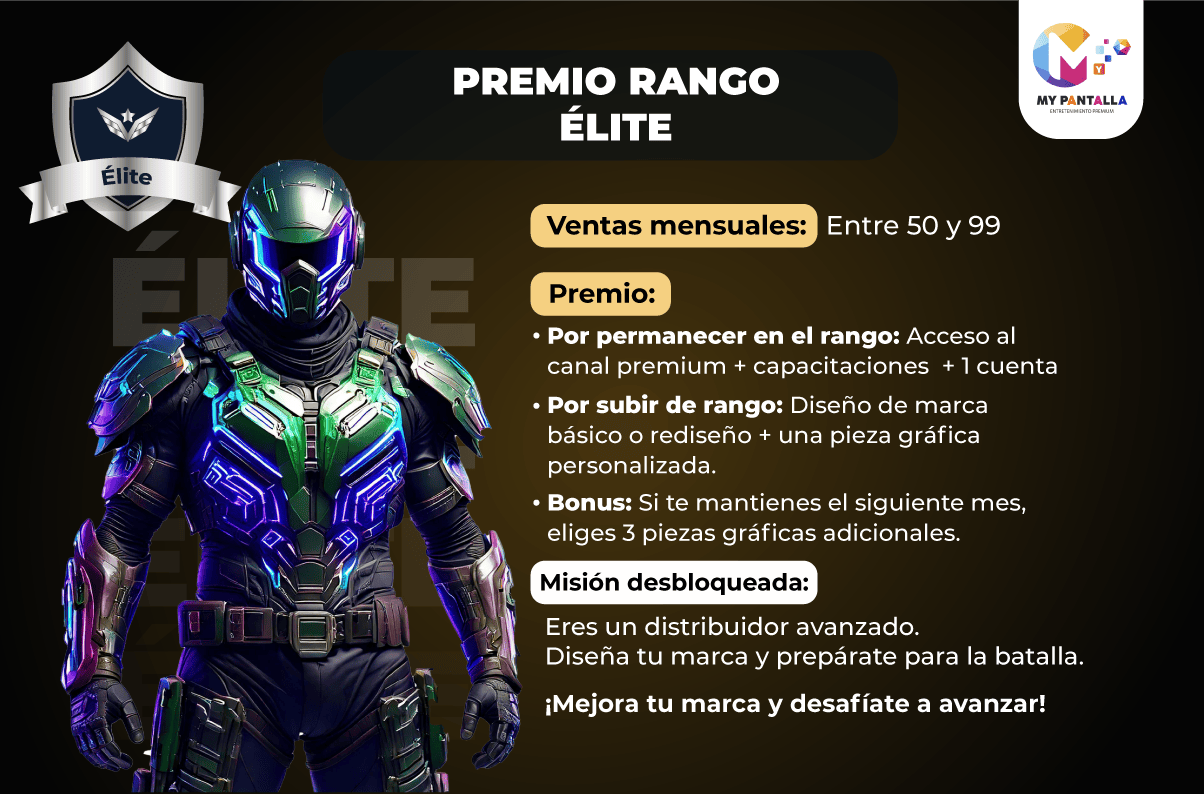 PREMIO RANGO
ÉLITE
MY PANTALLA
ENTRETENIMIENTO PREMIUM
Élite
ÉLITE
Ventas mensuales: Entre 50 y 99
Premio:
• Por permanecer en el rango: Acceso al
canal premium + capacitaciones + 1 cuenta
• Por subir de rango: Diseño de marca
básico o rediseño + una pieza gráfica
personalizada.
• Bonus: Si te mantienes el siguiente mes,
eliges 3 piezas gráficas adicionales.
Misión desbloqueada:
Eres un distribuidor avanzado.
Diseña tu marca y prepárate para la batalla.
¡Mejora tu marca y desafíate a avanzar!